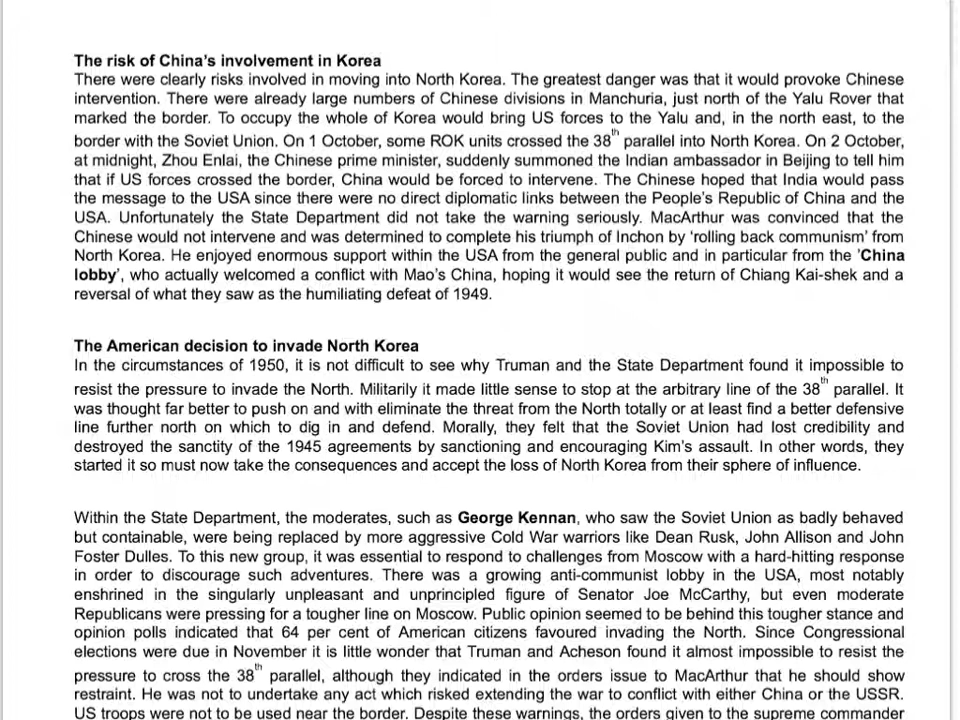 The risk of China's involvement in Korea
There were clearly risks involved in moving into North Korea. The greatest danger was that it would provoke Chinese
intervention. There were already large numbers of Chinese divisions in Manchuria, just north of the Yalu Rover that
marked the border. To occupy the whole of Korea would bring US forces to the Yalu and, in the north east, to the
border with the Soviet Union. On 1 October, some ROK units crossed the 38th parallel into North Korea. On 2 October,
at midnight, Zhou Enlai, the Chinese prime minister, suddenly summoned the Indian ambassador in Beijing to tell him
that if US forces crossed the border, China would be forced to intervene. The Chinese hoped that India would pass
the message to the USA since there were no direct diplomatic links between the People's Republic of China and the
USA. Unfortunately the State Department did not take the warning seriously. MacArthur was convinced that the
Chinese would not intervene and was determined to complete his triumph of Inchon by 'rolling back communism' from
North Korea. He enjoyed enormous support within the USA from the general public and in particular from the 'China
lobby', who actually welcomed a conflict with Mao's China, hoping it would see the return of Chiang Kai-shek and a
reversal of what they saw as the humiliating defeat of 1949.
The American decision to invade North Korea
In the circumstances of 1950, it is not difficult to see why Truman and the State Department found it impossible to
resist the pressure to invade the North. Militarily it made little sense to stop at the arbitrary line of the 38th parallel. It
was thought far better to push on and with eliminate the threat from the North totally or at least find a better defensive
line further north on which to dig in and defend. Morally, they felt that the Soviet Union had lost credibility and
destroyed the sanctity of the 1945 agreements by sanctioning and encouraging Kim's assault. In other words, they
started it so must now take the consequences and accept the loss of North Korea from their sphere of influence.
Within the State Department, the moderates, such as George Kennan, who saw the Soviet Union as badly behaved
but containable, were being replaced by more aggressive Cold War warriors like Dean Rusk, John Allison and John
Foster Dulles. To this new group, it was essential to respond to challenges from Moscow with a hard-hitting response
in order to discourage such adventures. There was a growing anti-communist lobby in the USA, most notably
enshrined in the singularly unpleasant and unprincipled figure of Senator Joe McCarthy, but even moderate
Republicans were pressing for a tougher line on Moscow. Public opinion seemed to be behind this tougher stance and
opinion polls indicated that 64 per cent of American citizens favoured invading the North. Since Congressional
elections were due in November it is little wonder that Truman and Acheson found it almost impossible to resist the
pressure to cross the 38th parallel, although they indicated in the orders issue to MacArthur that he should show
restraint. He was not to undertake any act which risked extending the war to conflict with either China or the USSR.
US troops were not to be used near the border. Despite these warnings, the orders given to the supreme commander